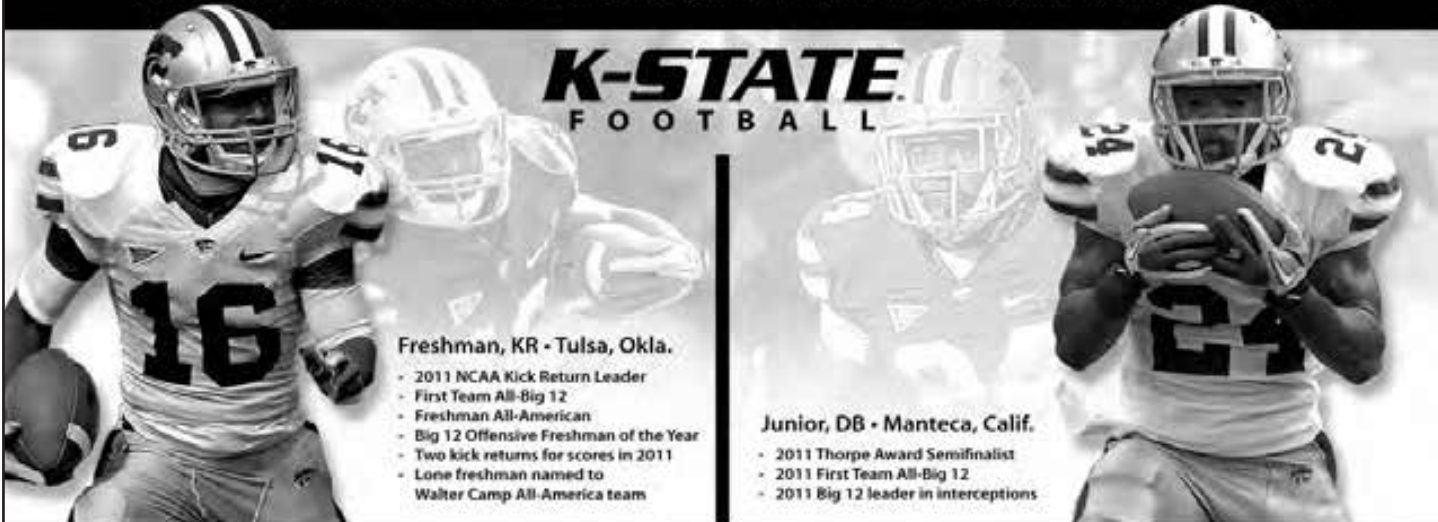 K-STATE
FOOTBALL
16
16
16
Freshman, KR • Tulsa, Okla.
- 2011 NCAA Kick Return Leader
- First Team All-Big 12
- Freshman All-American
- Big 12 Offensive Freshman of the Year
- Two kick returns for scores in 2011
- Lone freshman named to
Walter Camp All-America team
24
24
24
Junior, DB • Manteca, Calif.
- 2011 Thorpe Award Semifinalist
- 2011 First Team All-Big 12
- 2011 Big 12 leader in interceptions